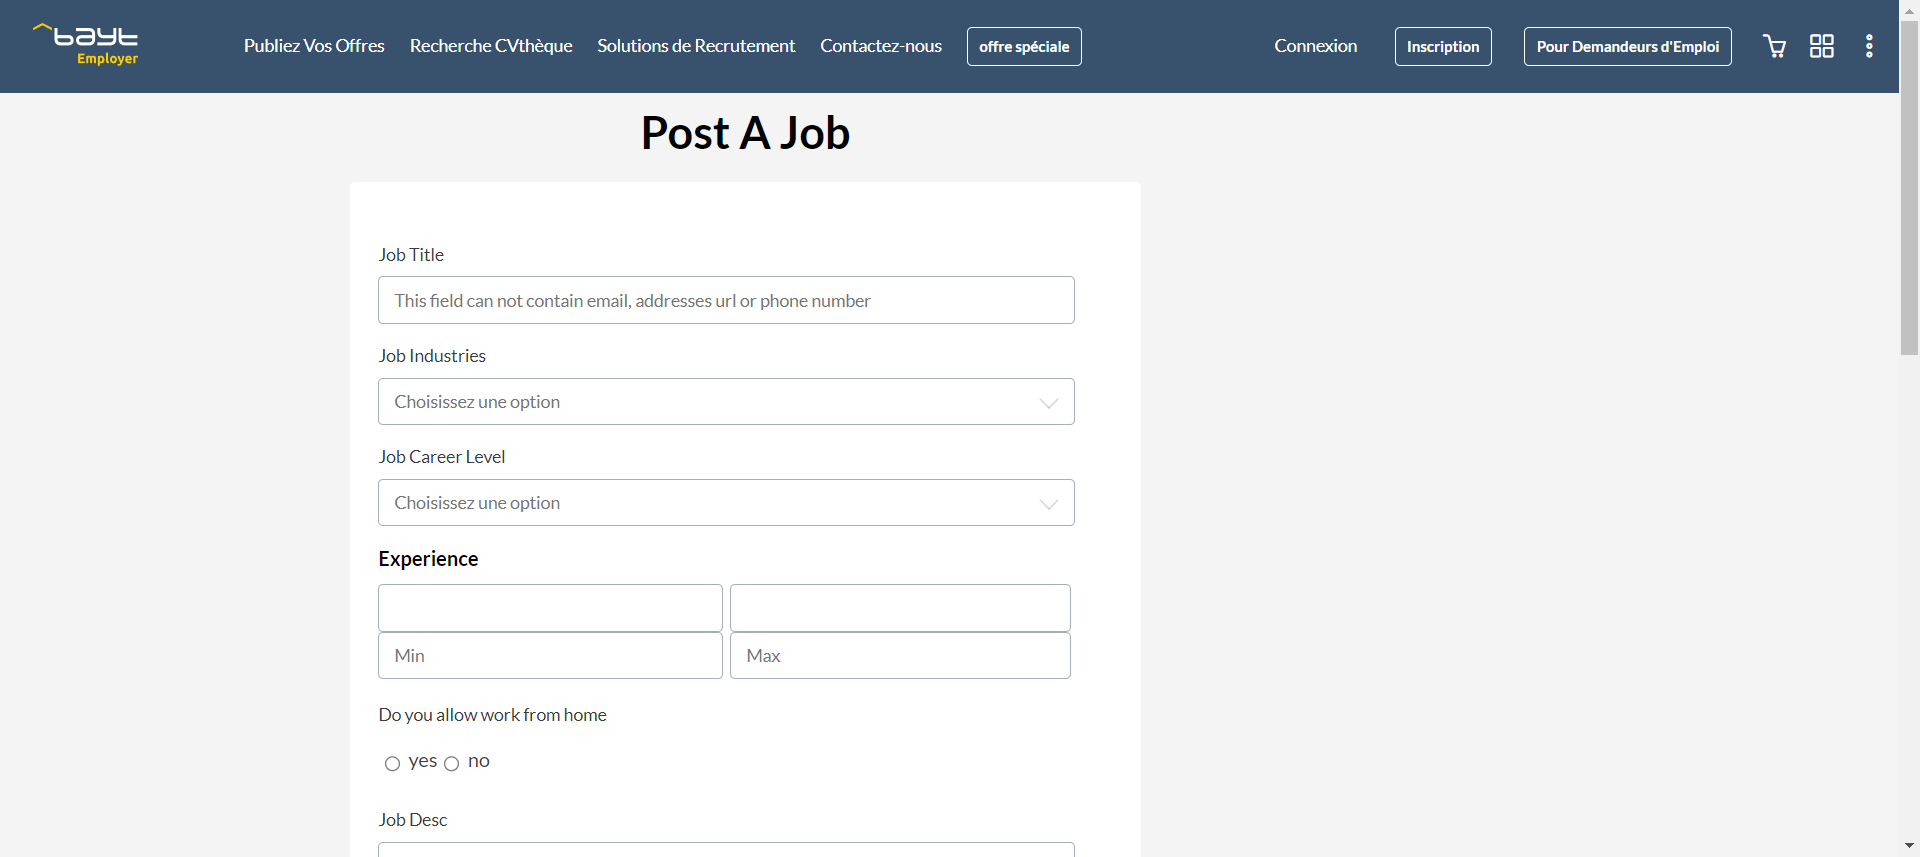 bayt
Employer
Publiez Vos Offres Recherche CVthèque Solutions de Recrutement Contactez-nous offre spéciale Connexion Inscription Pour Demandeurs d'Emploi
Post A Job
Job Title
This field can not contain email, addresses url or phone number
Job Industries
Choisissez une option
Job Career Level
Choisissez une option
Experience
Min Max
Do you allow work from home
yes no
Job Desc